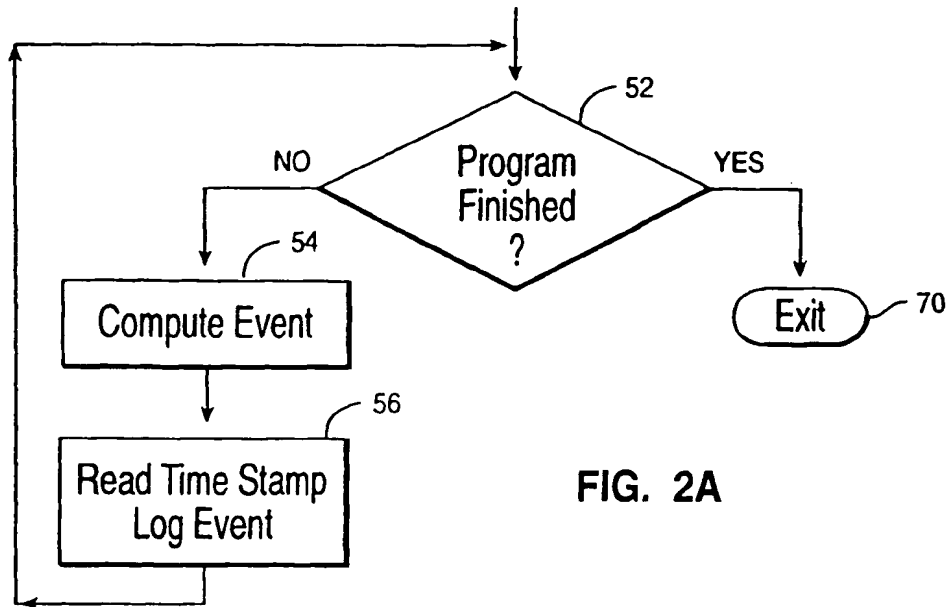 52
NO
Program
Finished
?
YES
54
Compute Event
Exit
70
56
Read Time Stamp
Log Event
FIG. 2A